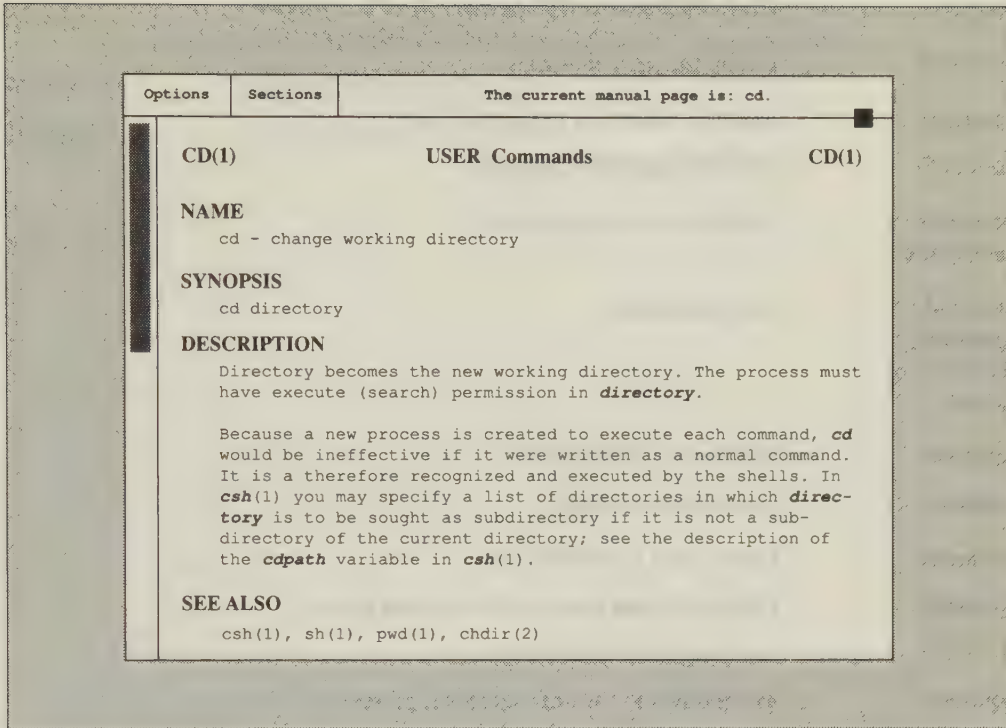 Options Sections The current manual page is: cd.
CD(1) USER Commands CD(1)
NAME
cd - change working directory
SYNOPSIS
cd directory
DESCRIPTION
Directory becomes the new working directory. The process must
have execute (search) permission in directory.
Because a new process is created to execute each command, cd
would be ineffective if it were written as a normal command.
It is a therefore recognized and executed by the shells. In
csh(1) you may specify a list of directories in which direc-
tory is to be sought as subdirectory if it is not a sub-
directory of the current directory; see the description of
the cdpath variable in csh(1).
SEE ALSO
csh(1), sh(1), pwd(1), chdir(2)